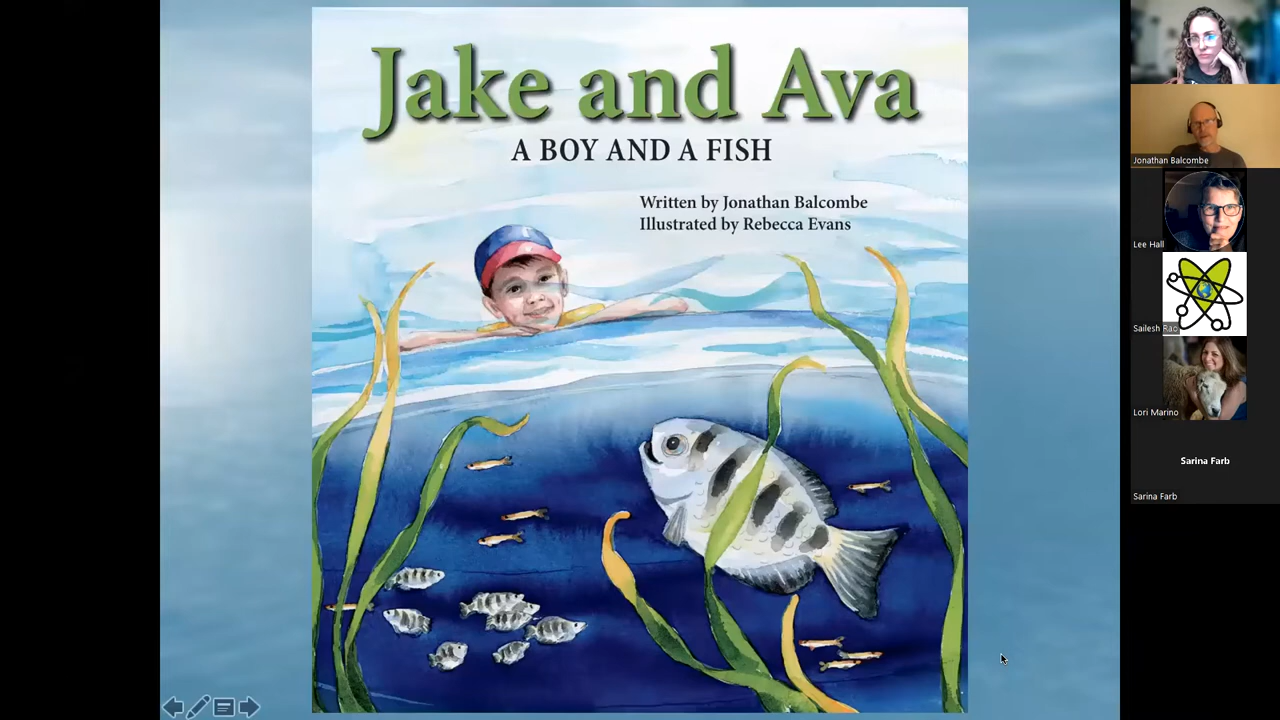 Jake and Ava
A BOY AND A FISH
Written by Jonathan Balcombe
Illustrated by Rebecca Evans
Jonathan Balcombe
Lee Hall
Sailesh Rao
Lori Marino
Sarina Farb
Sarina Farb